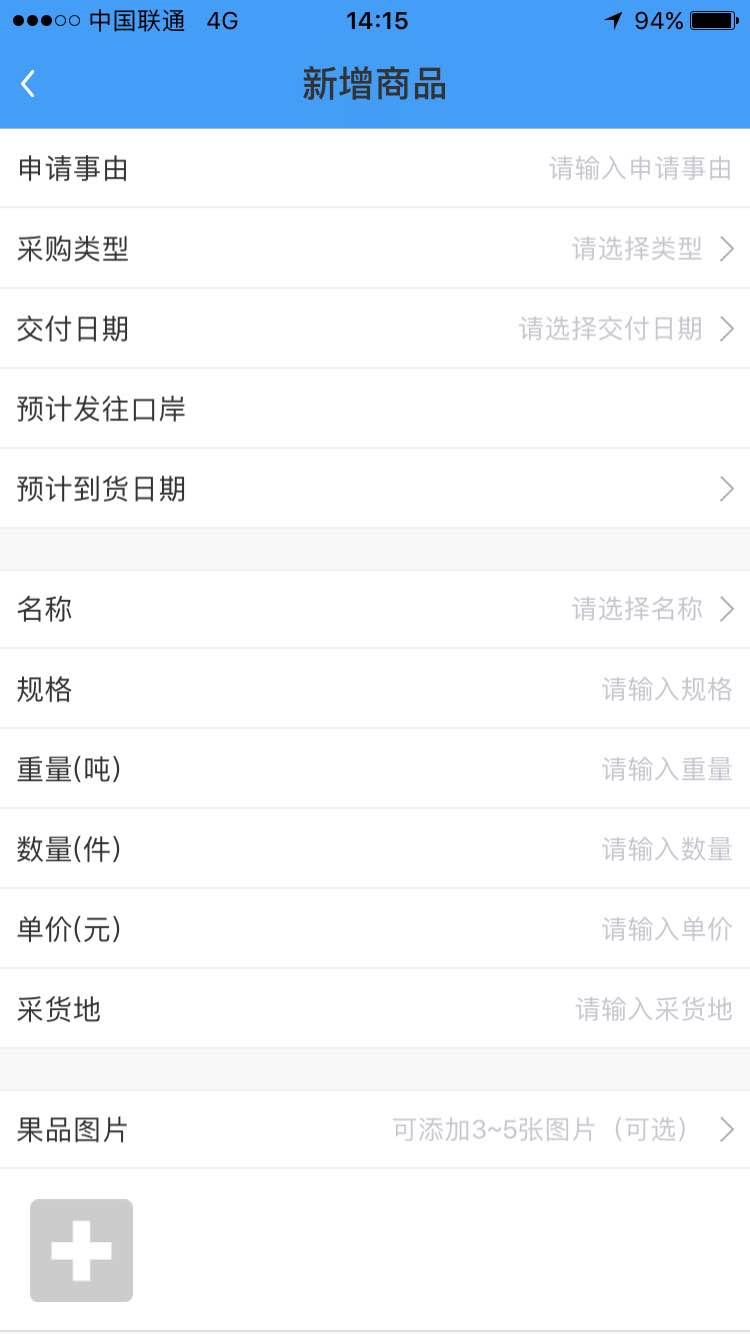 中国联通 4G 14:15 94%
新增商品
申请事由 请输入申请事由
采购类型 请选择类型
交付日期 请选择交付日期
预计发往口岸
预计到货日期
名称 请选择名称
规格 请输入规格
重量(吨) 请输入重量
数量(件) 请输入数量
单价(元) 请输入单价
采货地 请输入采货地
果品图片 可添加3~5张图片（可选）